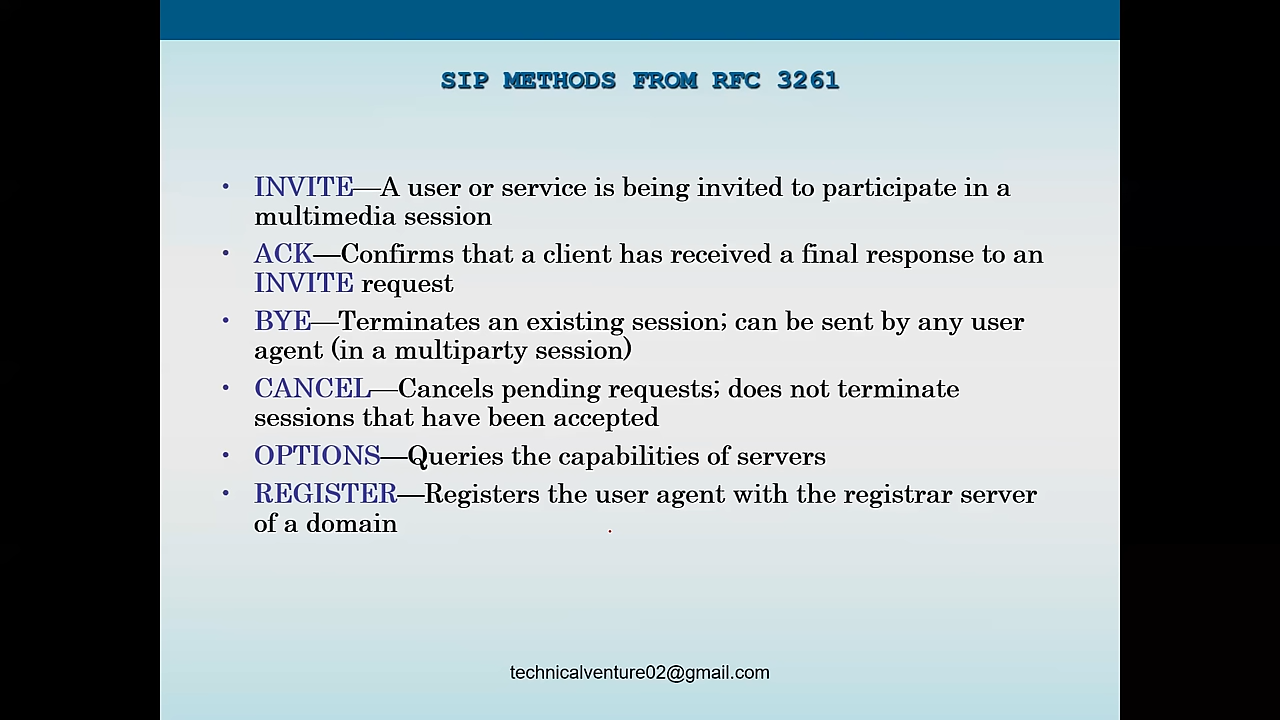 SIP METHODS FROM RFC 3261
• INVITE—A user or service is being invited to participate in a
multimedia session
• ACK—Confirms that a client has received a final response to an
INVITE request
• BYE—Terminates an existing session; can be sent by any user
agent (in a multiparty session)
• CANCEL—Cancels pending requests; does not terminate
sessions that have been accepted
• OPTIONS—Queries the capabilities of servers
• REGISTER—Registers the user agent with the registrar server
of a domain
technicalventure02@gmail.com